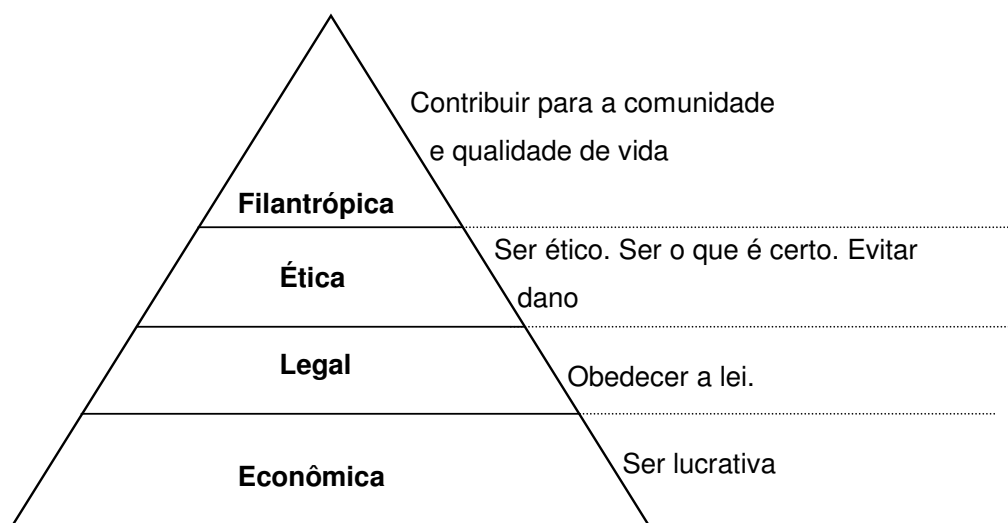 Contribuir para a comunidade
e qualidade de vida
Filantrópica
Ser ético. Ser o que é certo. Evitar
Ética
dano
Legal
Obedecer a lei.
Ser lucrativa
Econômica